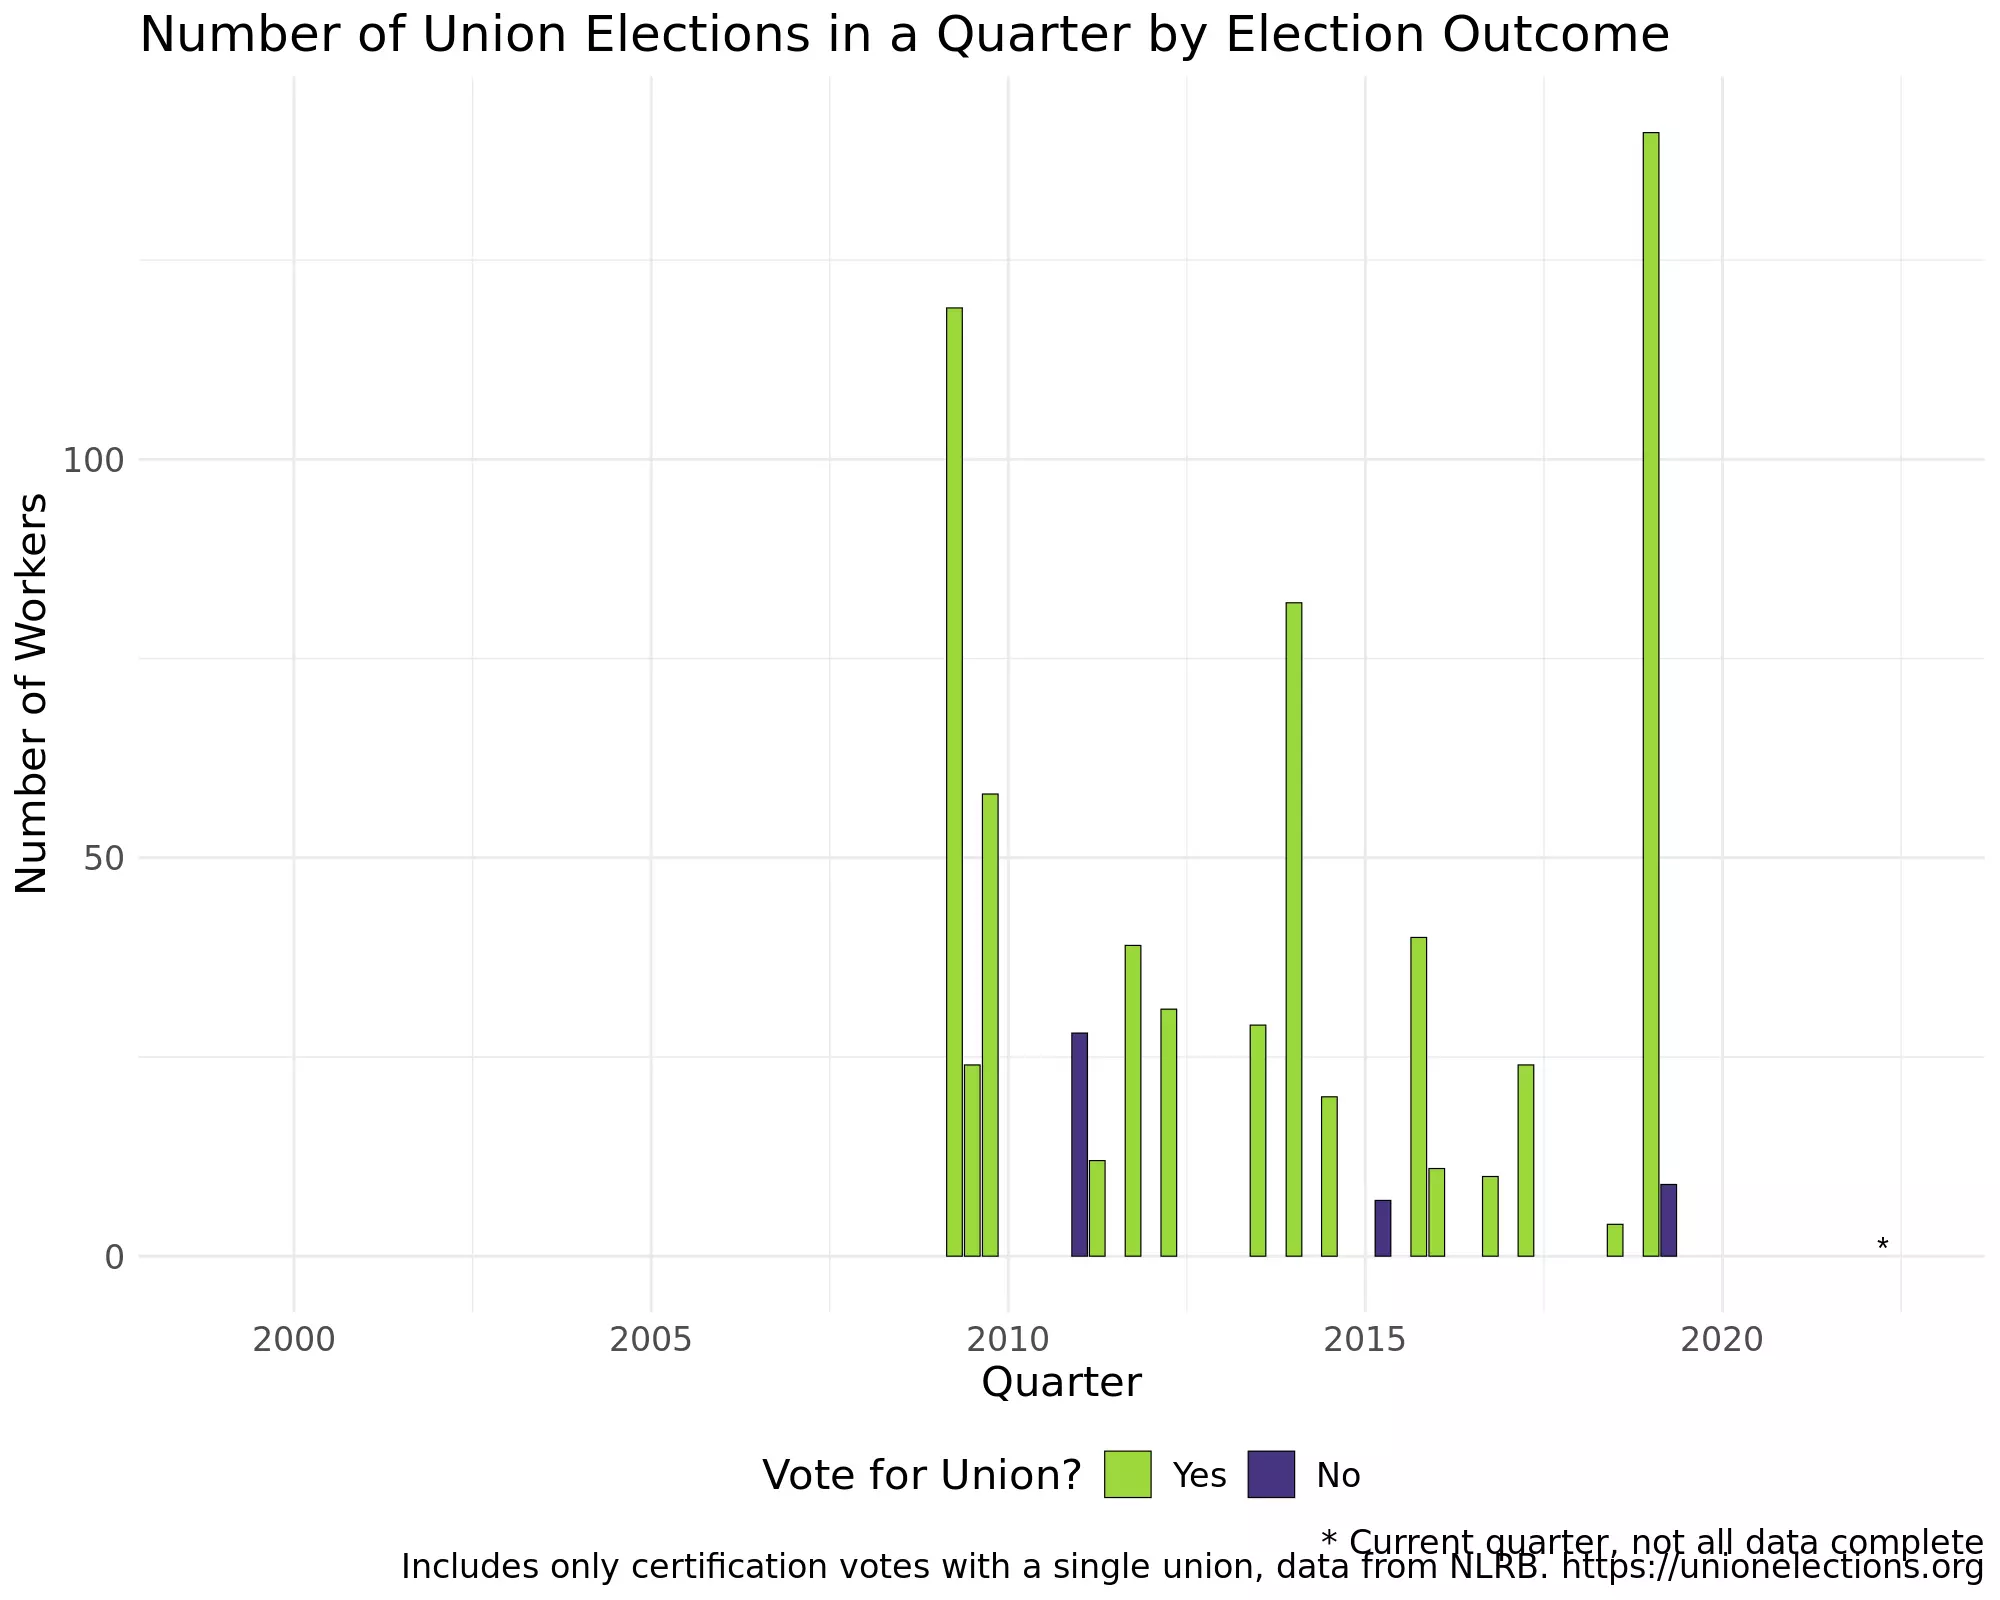 Number of Union Elections in a Quarter by Election Outcome
Number of Workers
100
50
0
*
2000 2005 2010 2015 2020
Quarter
Vote for Union? Yes No
* Current quarter, not all data complete
Includes only certification votes with a single union, data from NLRB. https://unionelections.org